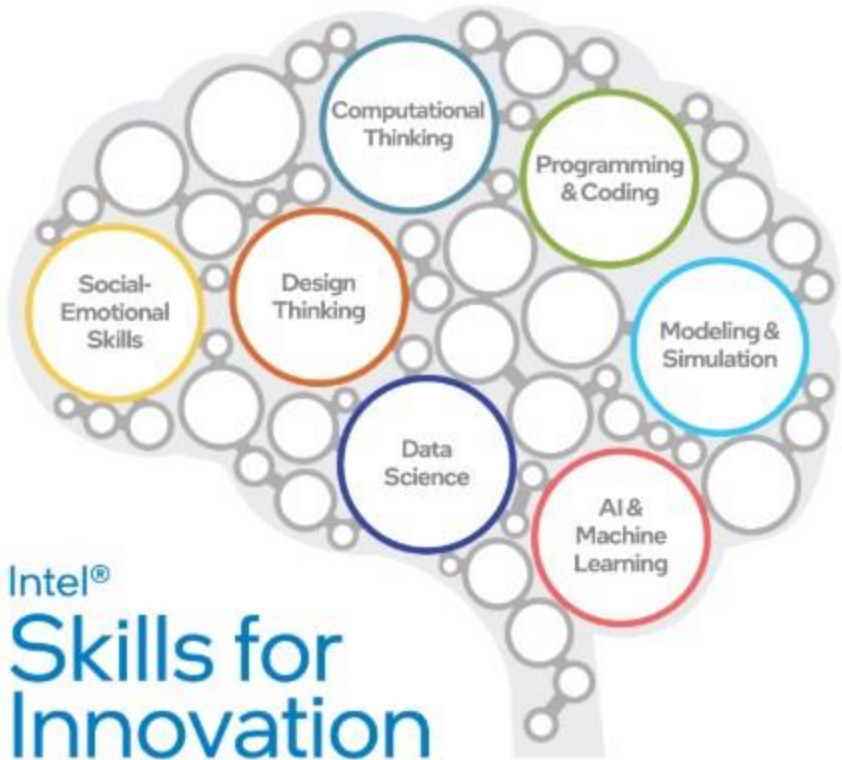 Computational
Thinking
Programming
& Coding
Social-
Emotional
Skills
Design
Thinking
Modeling &
Simulation
Data
Science
AI &
Machine
Learning
Intel®
Skills for
Innovation